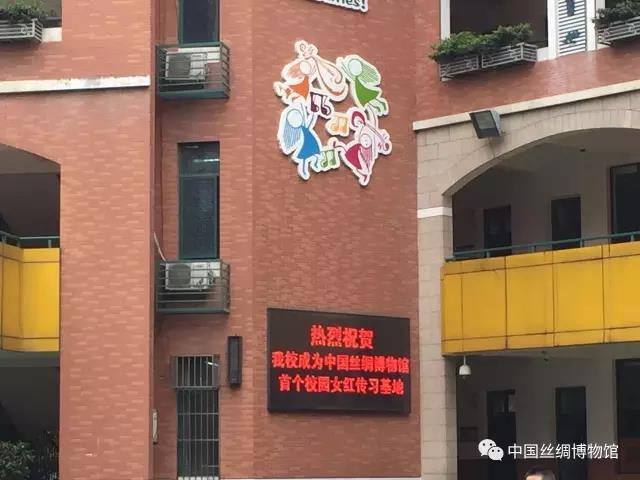 热烈祝贺
我校成为中国丝绸博物馆
首个校园女红传习基地
中国丝绸博物馆